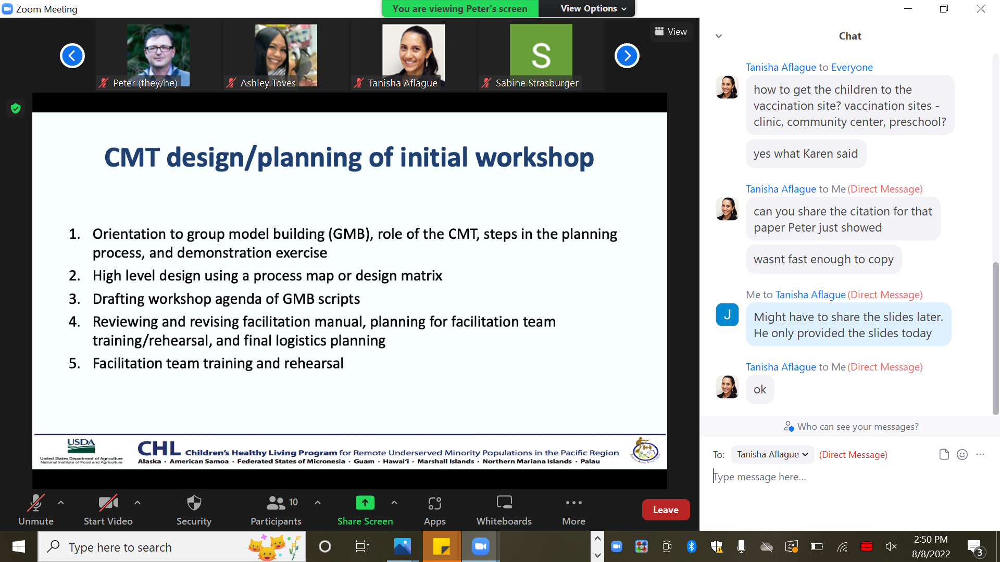 Zoom Meeting
You are viewing Peter's screen
View Options
View
Peter (they/he)
Ashley Toves
Tanisha Aflague
S
Sabine Strasburger
CMT design/planning of initial workshop
1. Orientation to group model building (GMB), role of the CMT, steps in the planning
process, and demonstration exercise
2. High level design using a process map or design matrix
3. Drafting workshop agenda of GMB scripts
4. Reviewing and revising facilitation manual, planning for facilitation team
training/rehearsal, and final logistics planning
5. Facilitation team training and rehearsal
USDA
United States Department of Agriculture
National Institute of Food and Agriculture
CHL Children's Healthy Living Program for Remote Underserved Minority Populations in the Pacific Region
Alaska · American Samoa · Federated States of Micronesia · Guam · Hawai‘i · Marshall Islands · Northern Mariana Islands · Palau
Unmute
Start Video
Security
10
Participants
Share Screen
Apps
Whiteboards
More
Leave
Chat
Tanisha Aflague to Everyone
how to get the children to the
vaccination site? vaccination sites -
clinic, community center, preschool?
yes what Karen said
Tanisha Aflague to Me (Direct Message)
can you share the citation for that
paper Peter just showed
wasnt fast enough to copy
Me to Tanisha Aflague (Direct Message)
J
Might have to share the slides later.
He only provided the slides today
Tanisha Aflague to Me (Direct Message)
ok
Who can see your messages?
To: Tanisha Aflague (Direct Message)
Type message here...
Type here to search
2:50 PM
8/8/2022
3